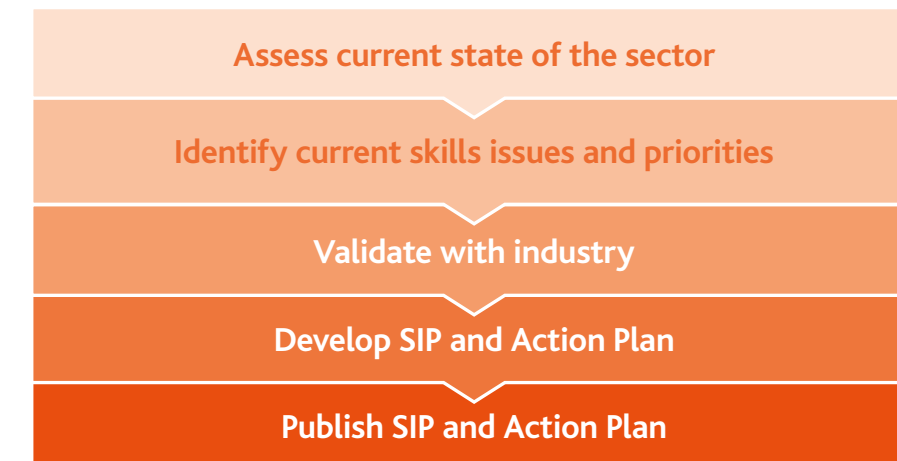 Assess current state of the sector
Identify current skills issues and priorities
Validate with industry
Develop SIP and Action Plan
Publish SIP and Action Plan